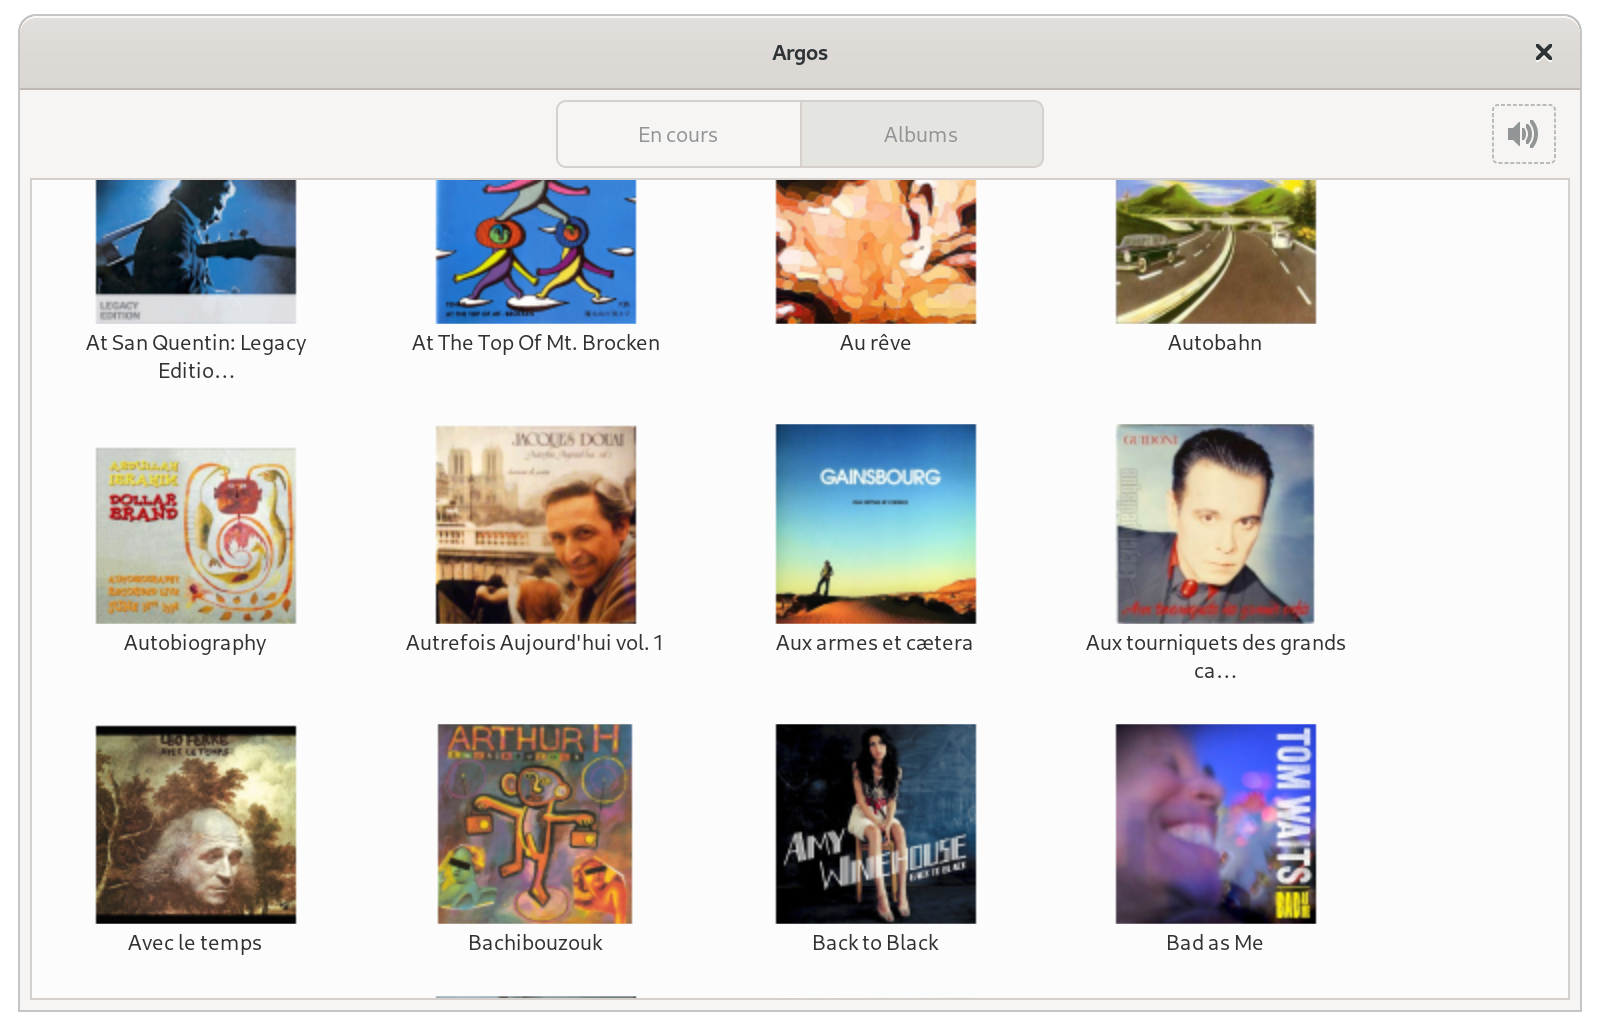 Argos
En cours
Albums
LEGACY
EDITION
At San Quentin: Legacy
Editio…
At The Top Of Mt. Brocken
Au rêve
Autobahn
ABDULLAH
IBRAHIM
DOLLAR
BRAND
JACQUES DOUAI
GAINSBOURG
GUIDONI
Autobiography
Autrefois Aujourd'hui vol. 1
Aux armes et cætera
Aux tourniquets des grands
ca…
LEO FERRE
AVEC LE TEMPS
ARTHUR H
AMY
WINEHOUSE
BACK TO BLACK
TOM WAITS
BAD AS ME
Avec le temps
Bachibouzouk
Back to Black
Bad as Me